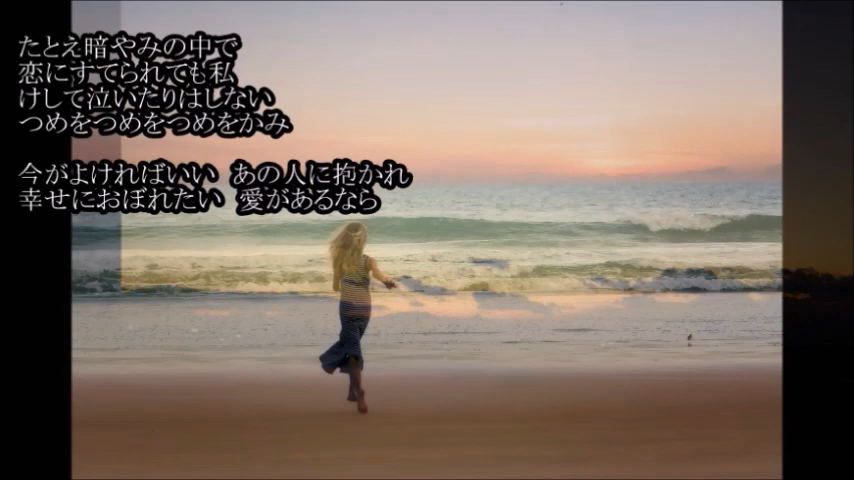 たとえ暗やみの中で
恋にすてられても私
けして泣いたりはしない
つめをつめをつめをかみ
今がよければいい あの人に抱かれ
幸せにおぼれたい 愛があるなら